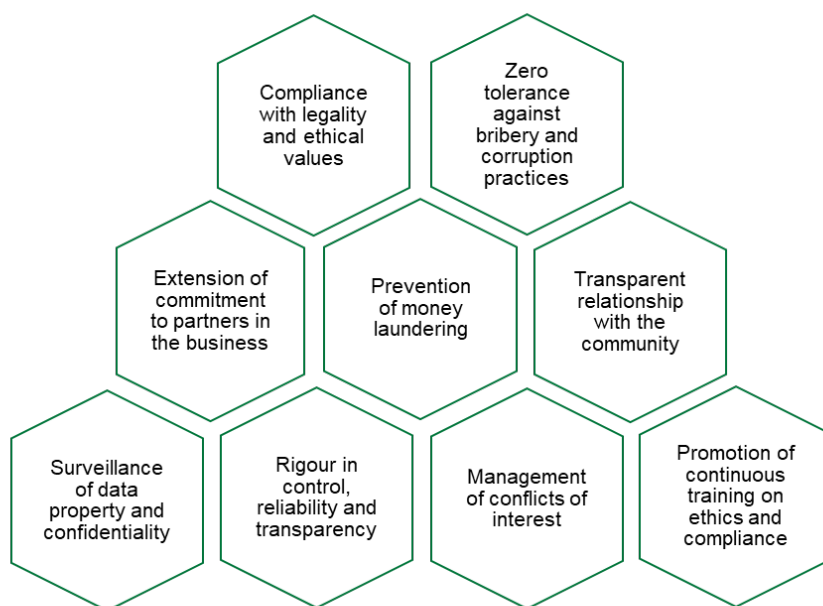 Compliance
with legality
and ethical
values
Zero
tolerance
against
bribery and
corruption
practices
Extension of
commitment
to partners in
the business
Prevention
of money
laundering
Transparent
relationship
with the
community
Surveillance
of data
property and
confidentiality
Rigour in
control,
reliability and
transparency
Management
of conflicts of
interest
Promotion of
continuous
training on
ethics and
compliance